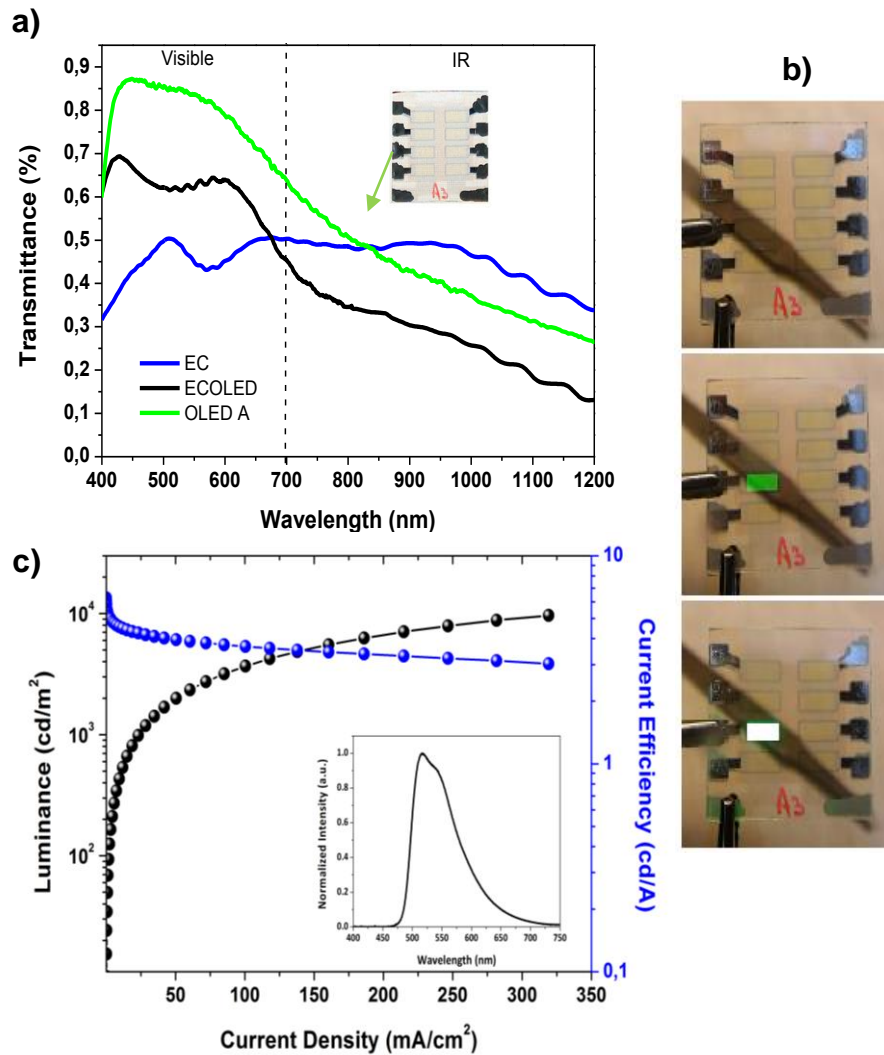 a)
Visible
IR
0,9
0,8
0,7
0,6
0,5
0,4
0,3
0,2
0,1
0,0
Transmittance (%)
A3
EC
ECOLED
OLED A
400 500 600 700 800 900 1000 1100 1200
Wavelength (nm)
b)
A3
A3
A3
c)
10⁴
10³
10²
Luminance (cd/m²)
10
1
0,1
Current Efficiency (cd/A)
50 100 150 200 250 300 350
Current Density (mA/cm²)
1.0
0.8
0.6
0.4
0.2
0.0
Normalized Intensity (a.u.)
400 450 500 550 600 650 700 750
Wavelength (nm)